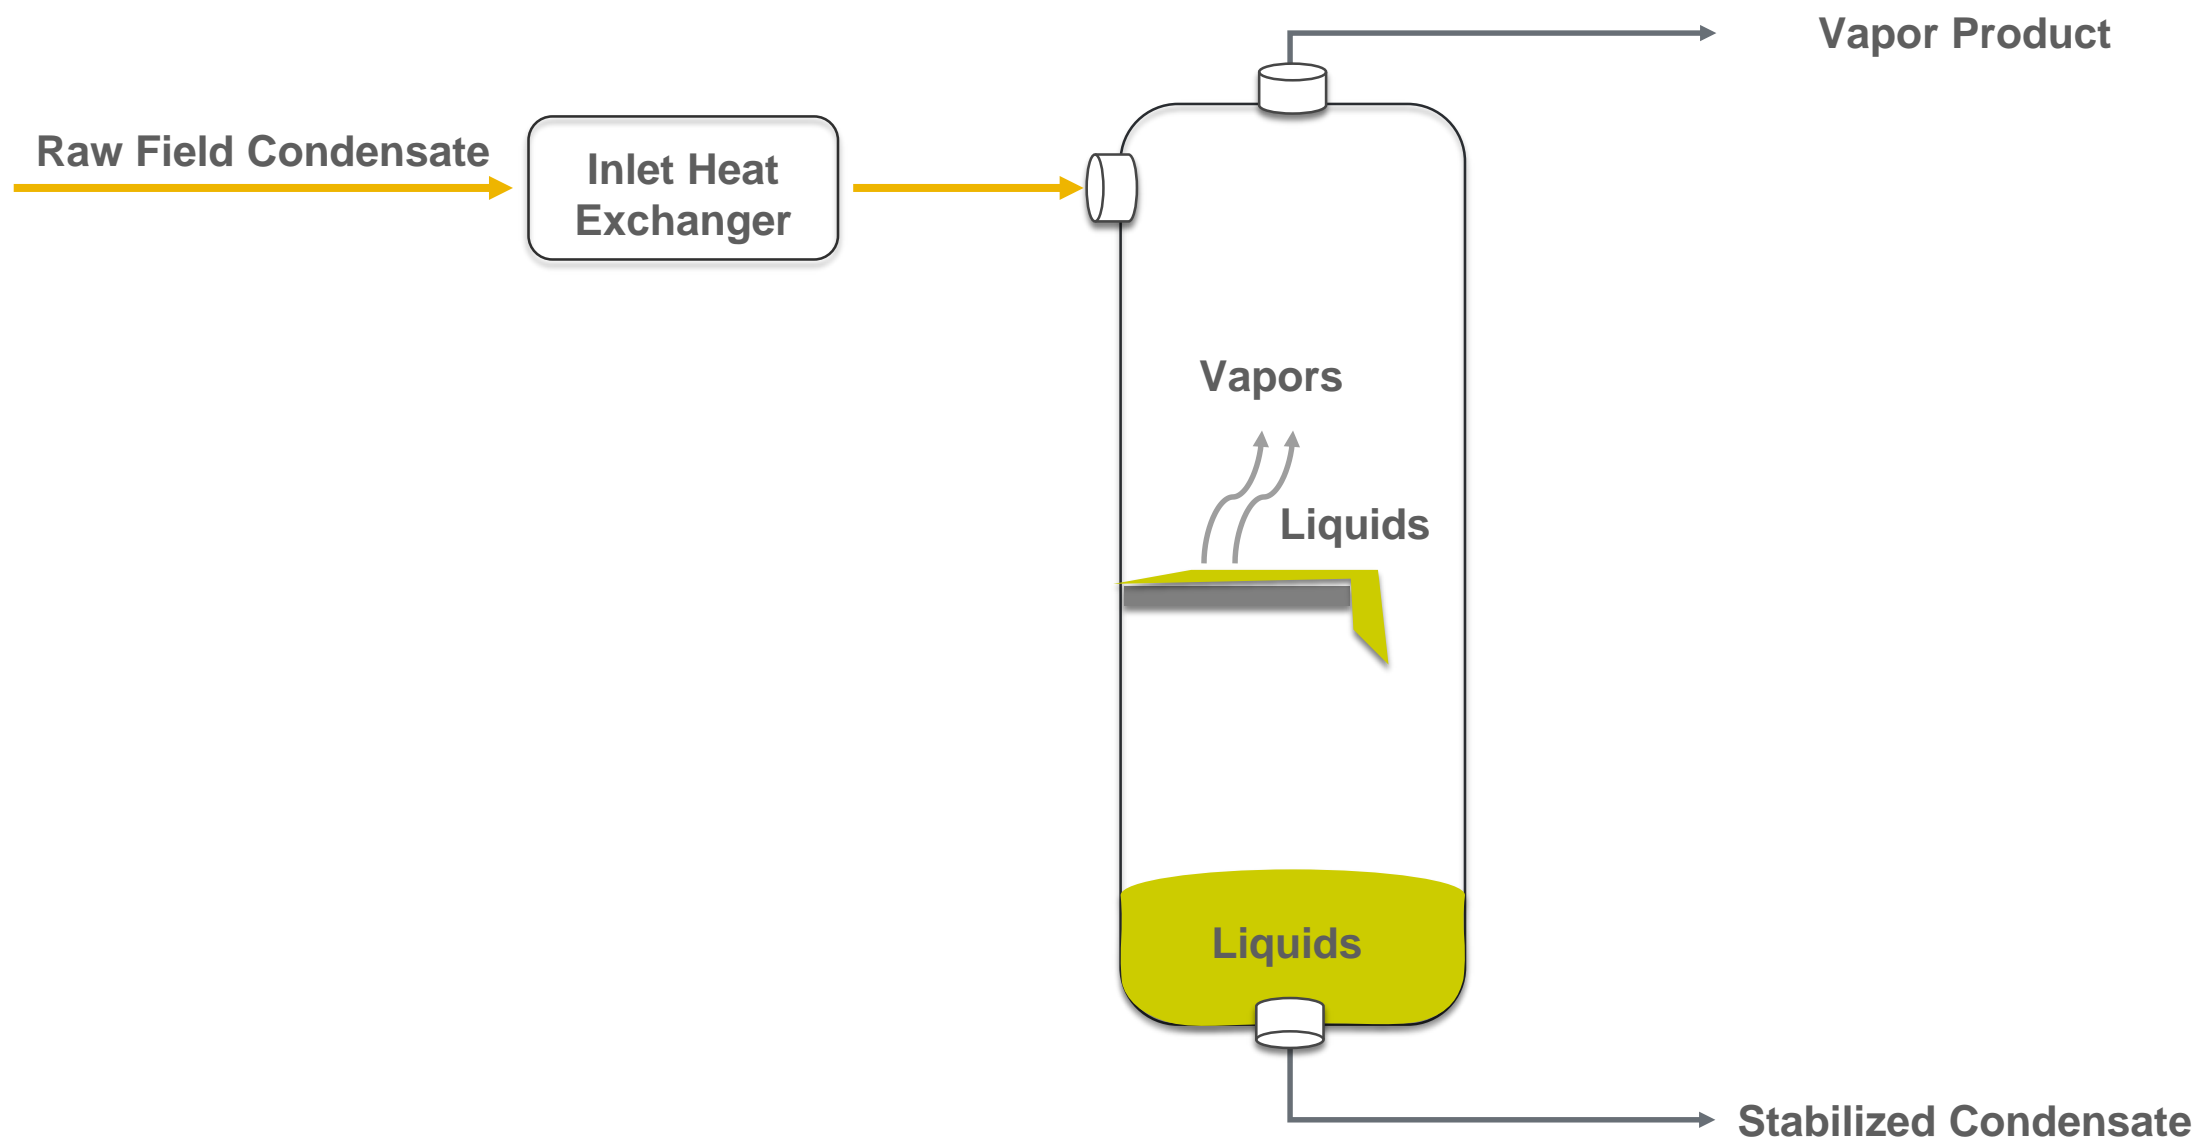 Vapor Product
Raw Field Condensate
Inlet Heat
Exchanger
Vapors
Liquids
Liquids
Stabilized Condensate